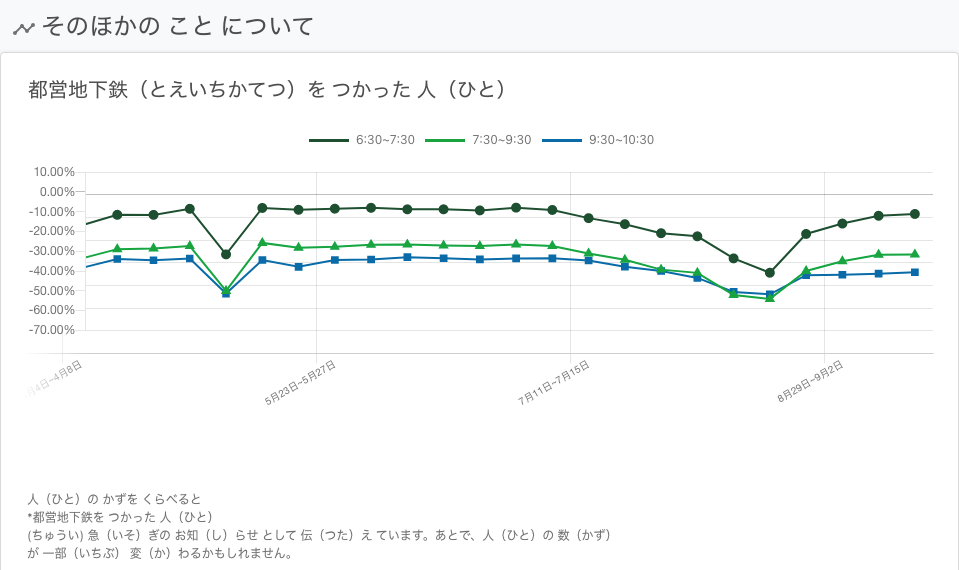 そのほかの こと について
都営地下鉄（とえいちかてつ）を つかった 人（ひと）
6:30~7:30 7:30~9:30 9:30~10:30
10.00%
0.00%
-10.00%
-20.00%
-30.00%
-40.00%
-50.00%
-60.00%
-70.00%
月4日~4月8日
5月23日~5月27日
7月11日~7月15日
8月29日~9月2日
人（ひと）の かずを くらべると
*都営地下鉄を つかった 人（ひと）
(ちゅうい) 急（いそ）ぎの お知（し）らせ として 伝（つた）え ています。あとで、人（ひと）の 数（かず）
が 一部（いちぶ） 変（か）わるかもしれません。